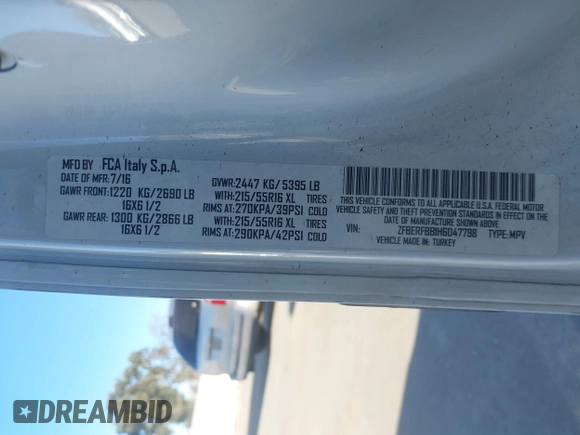 MFD BY FCA Italy S.p.A.
DATE OF MFR:7/16
GAWR FRONT:1220 KG/2690 LB
16X6 1/2
GAWR REAR: 1300 KG/2866 LB
16X6 1/2
GVWR:2447 KG/ 5395 LB
WITH:215/55R16 XL TIRES
RIMS AT:270KPA/39PSI COLD
WITH:215/55R16 XL TIRES
RIMS AT:290KPA/42PSI COLD
THIS VEHICLE CONFORMS TO ALL APPLICABLE U.S.A. FEDERAL MOTOR
VEHICLE SAFETY AND THEFT PREVENTION STANDARDS IN EFFECT ON THE
DATE OF MANUFACTURE SHOWN ABOVE
VIN: ZFBERFBB1H6D47798 TYPE: MPV
VEHICLE MADE IN: TURKEY
DREAMBID